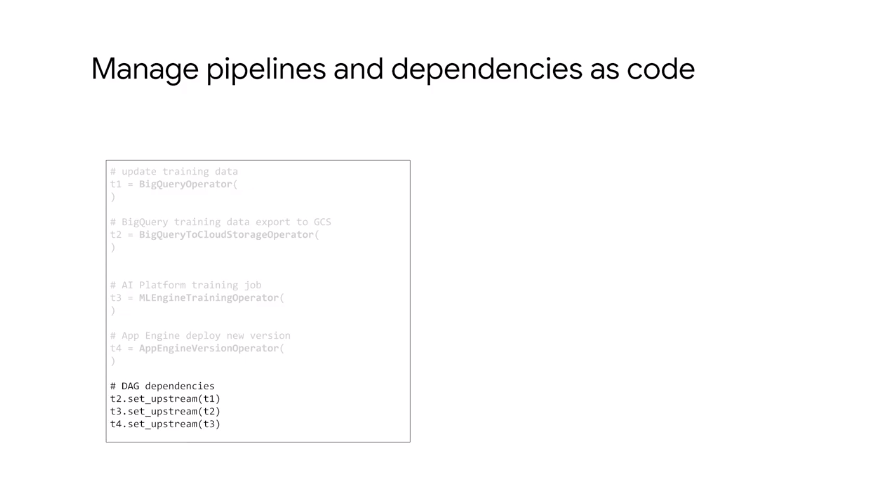 Manage pipelines and dependencies as code
# update training data
t1 = BigQueryOperator(
)
# BigQuery training data export to GCS
t2 = BigQueryToCloudStorageOperator(
)
# AI Platform training job
t3 = MLEngineTrainingOperator(
)
# App Engine deploy new version
t4 = AppEngineVersionOperator(
)
# DAG dependencies
t2.set_upstream(t1)
t3.set_upstream(t2)
t4.set_upstream(t3)